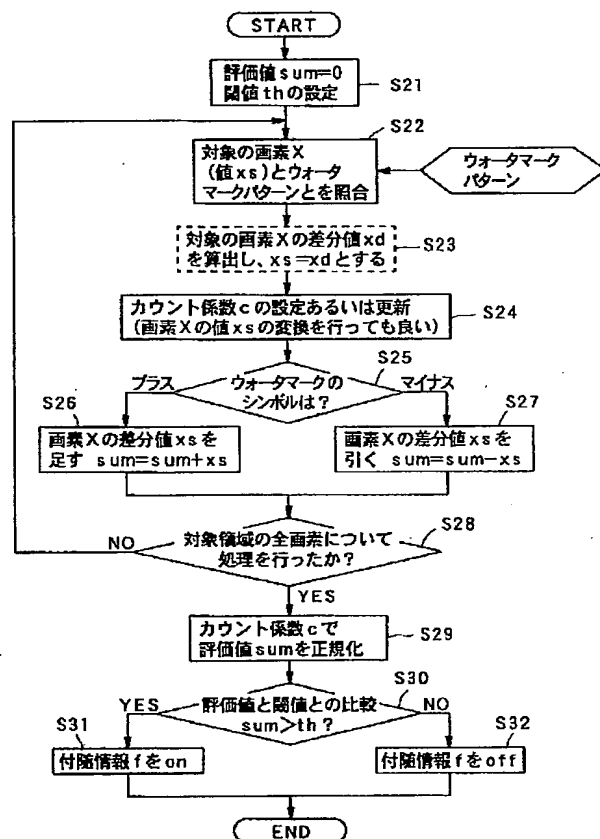 START
評価値sum=0
閾値thの設定
S21
S22
対象の画素X
(値xs)とウォータ
マークパターンとを照合
ウォータマーク
パターン
対象の画素Xの差分値xd
を算出し、xs=xdとする
S23
カウント係数cの設定あるいは更新
(画素Xの値xsの変換を行っても良い)
S24
S25
ウォータマークの
シンボルは?
プラス
マイナス
S26
画素Xの差分値xsを
足す sum=sum+xs
S27
画素Xの差分値xsを
引く sum=sum-xs
S28
対象領域の全画素について
処理を行ったか?
NO
YES
カウント係数cで
評価値sumを正規化
S29
S30
評価値と閾値との比較
sum>th?
YES
NO
S31
付随情報fをon
S32
付随情報fをoff
END